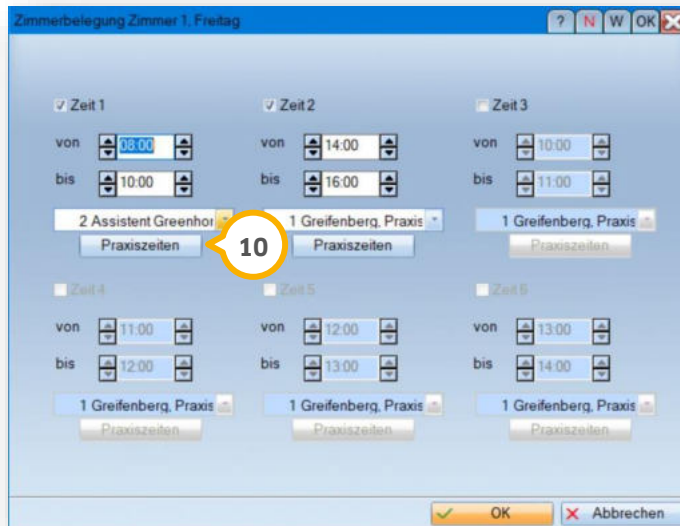 Zimmerbelegung Zimmer 1, Freitag ? N W OK
Zeit 1 Zeit 2 Zeit 3
von 08:00 von 14:00 von 10:00
bis 10:00 bis 16:00 bis 11:00
2 Assistent Greenhor 1 Greifenberg, Praxis 1 Greifenberg, Praxis
Praxiszeiten 10 Praxiszeiten Praxiszeiten
Zeit 4 Zeit 5 Zeit 6
von 11:00 von 12:00 von 13:00
bis 12:00 bis 13:00 bis 14:00
1 Greifenberg, Praxis 1 Greifenberg, Praxis 1 Greifenberg, Praxis
Praxiszeiten Praxiszeiten Praxiszeiten
OK Abbrechen